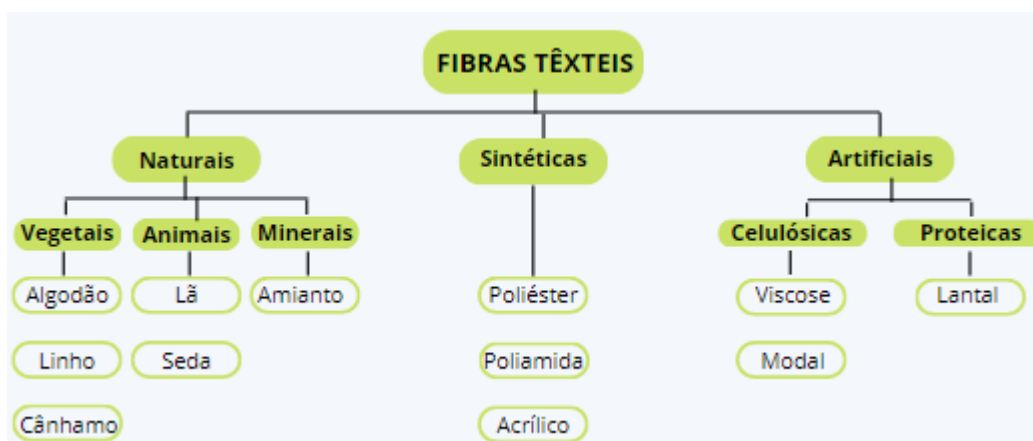 FIBRAS TÊXTEIS
Naturais
Sintéticas
Artificiais
Vegetais
Animais
Minerais
Celulósicas
Proteicas
Algodão
Lã
Amianto
Poliéster
Viscose
Lantal
Linho
Seda
Poliamida
Modal
Cânhamo
Acrílico